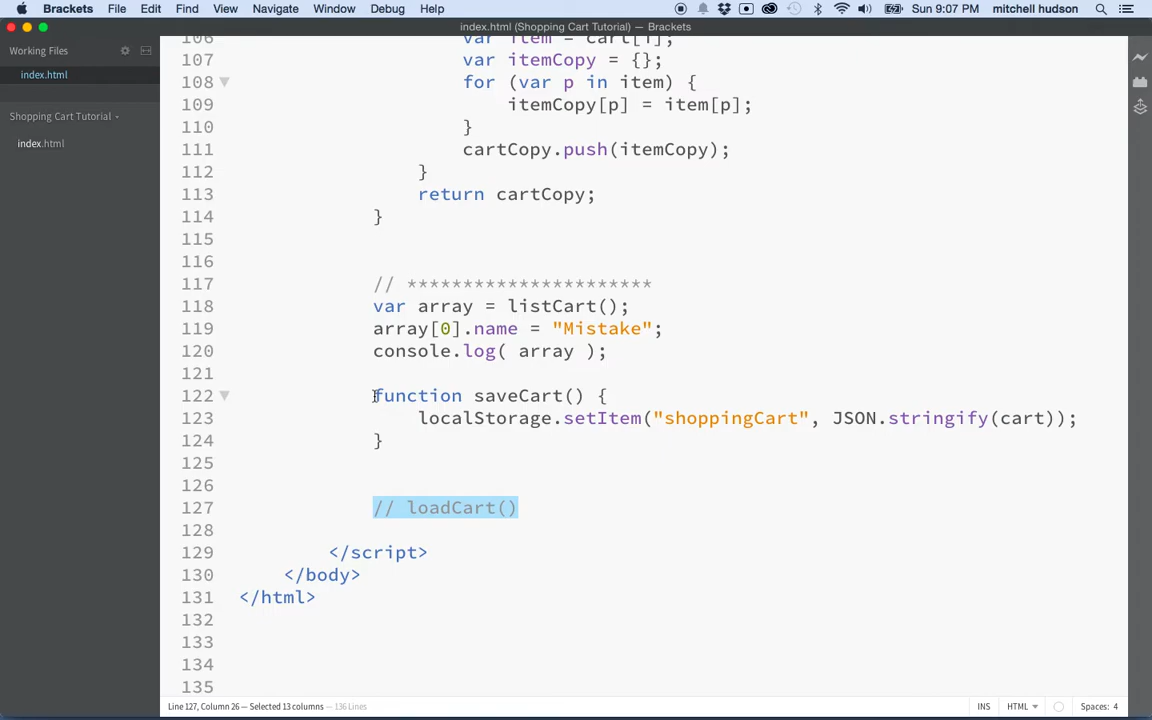 Brackets File Edit Find View Navigate Window Debug Help Sun 9:07 PM mitchell hudson
index.html (Shopping Cart Tutorial) — Brackets
Working Files
index.html
Shopping Cart Tutorial
index.html
106 var item = cart[i];
107 var itemCopy = {};
108 for (var p in item) {
109 itemCopy[p] = item[p];
110 }
111 cartCopy.push(itemCopy);
112 }
113 return cartCopy;
114 }
115
116
117 // **********************
118 var array = listCart();
119 array[0].name = "Mistake";
120 console.log( array );
121
122 function saveCart() {
123 localStorage.setItem("shoppingCart", JSON.stringify(cart));
124 }
125
126
127 // loadCart()
128
129 </script>
130 </body>
131 </html>
132
133
134
135
Line 127, Column 26 — Selected 13 columns — 136 Lines INS HTML Spaces: 4